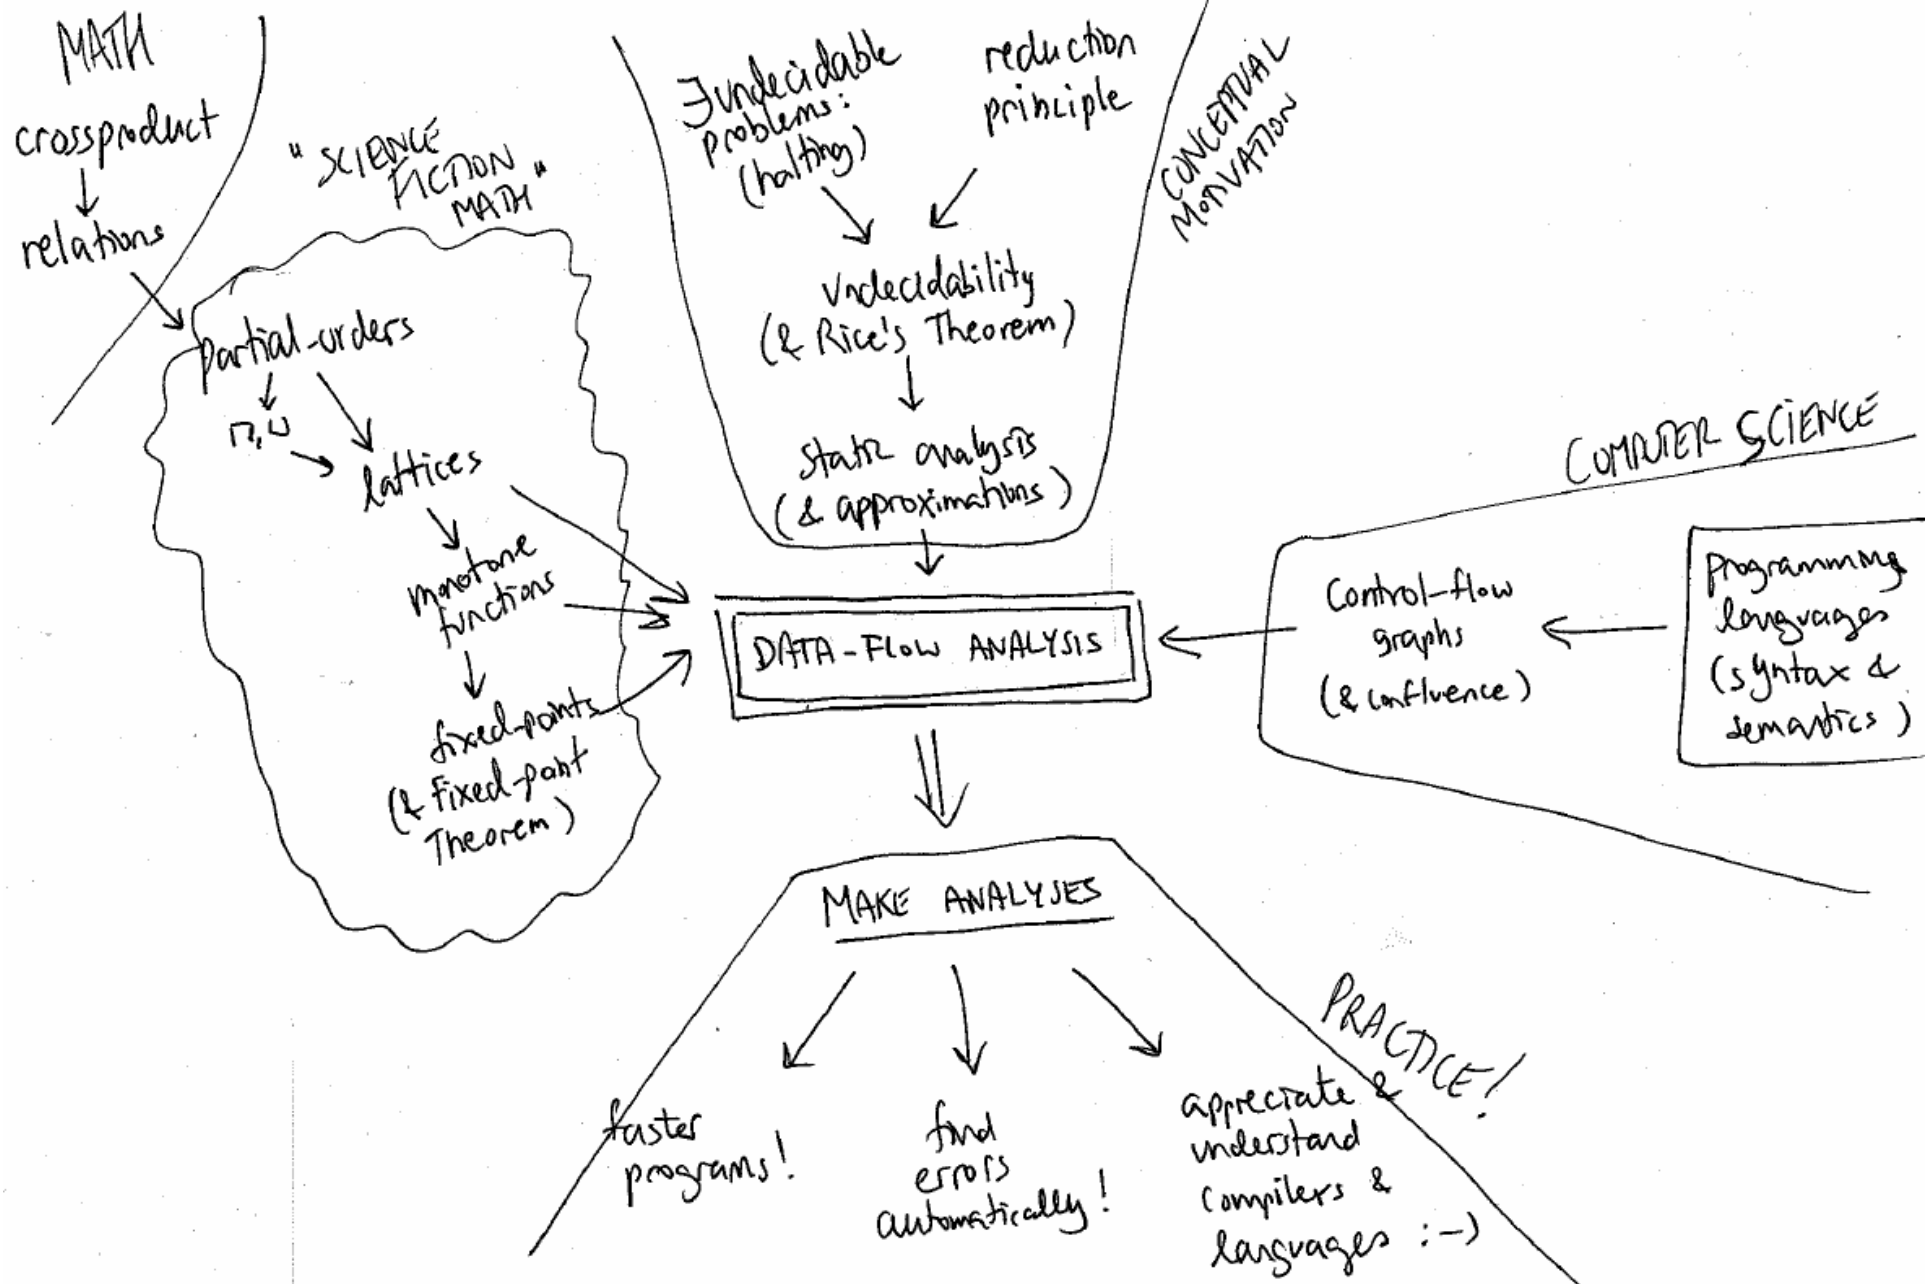 MATH
crossproduct
relations
"SCIENCE
FICTION
MATH"
partial-orders
⊓,⊔
lattices
monotone
functions
fixed-points
(& Fixed-point
Theorem)
∃undecidable
problems:
(halting)
reduction
principle
CONCEPTUAL
MOTIVATION
Undecidability
(& Rice's Theorem)
Static analysis
(& approximations)
DATA-FLOW ANALYSIS
COMPUTER SCIENCE
Control-flow
graphs
(& confluence)
Programming
languages
(syntax &
semantics)
MAKE ANALYSES
PRACTICE!
faster
programs!
find
errors
automatically!
appreciate &
understand
compilers &
languages :-)